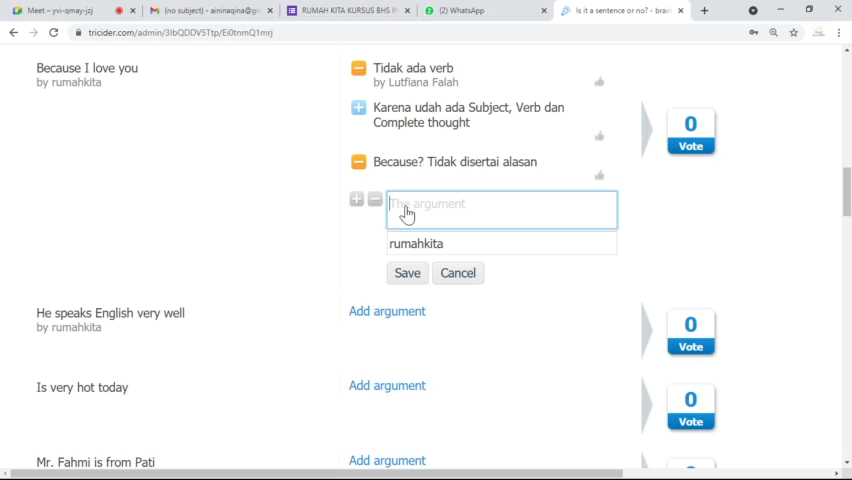 Meet – yvi-qmay-jzj
(no subject) - aininaqina@gm
RUMAH KITA KURSUS BHS IN
(2) WhatsApp
Is it a sentence or no? - brain
tricider.com/admin/3IbQDDV5Ttp/Ei0tnmQ1mrj
Because I love you
by rumahkita
Tidak ada verb
by Lutfiana Falah
Karena udah ada Subject, Verb dan
Complete thought
Because? Tidak disertai alasan
0
Vote
The argument
rumahkita
Save
Cancel
He speaks English very well
by rumahkita
Add argument
0
Vote
Is very hot today
Add argument
0
Vote
Mr. Fahmi is from Pati
Add argument